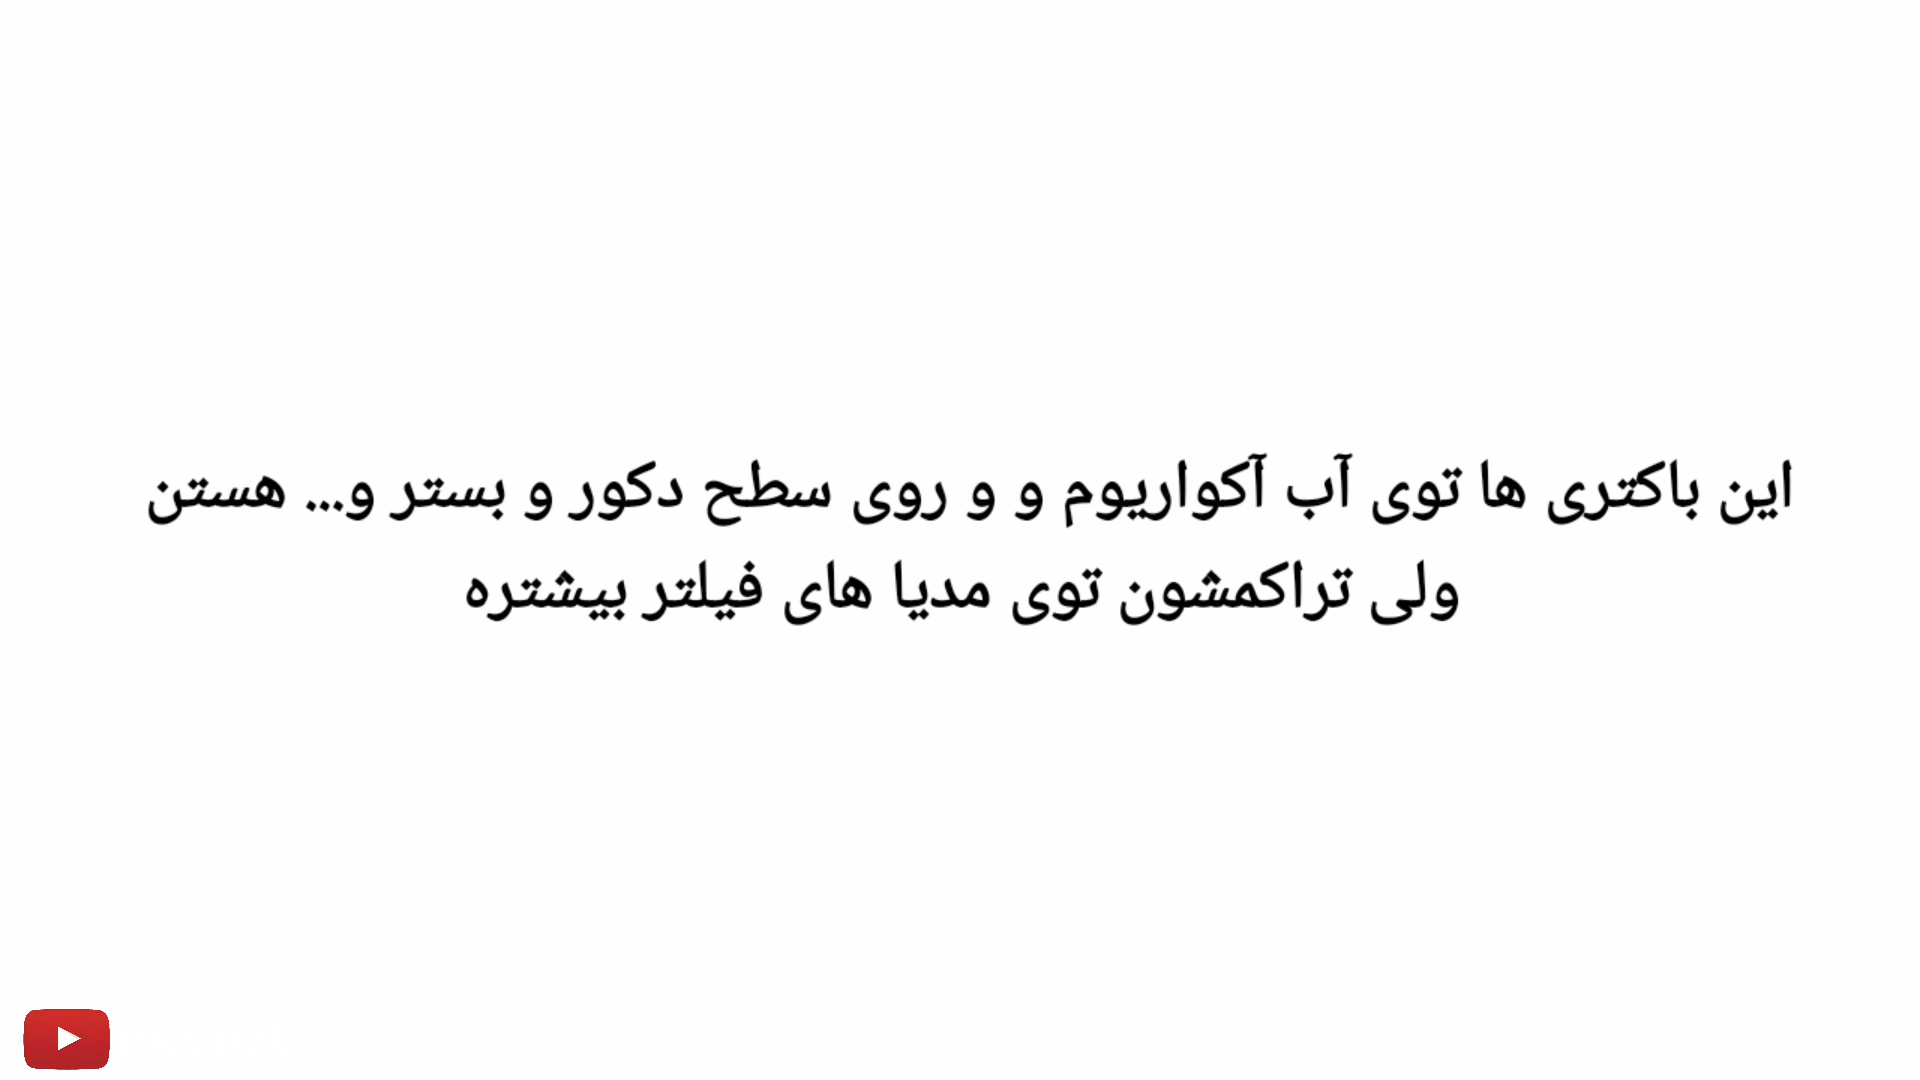 این باکتری ها توی آب آکواریوم و و روی سطح دکور و بستر و... هستن
ولی تراکمشون توی مدیا های فیلتر بیشتره